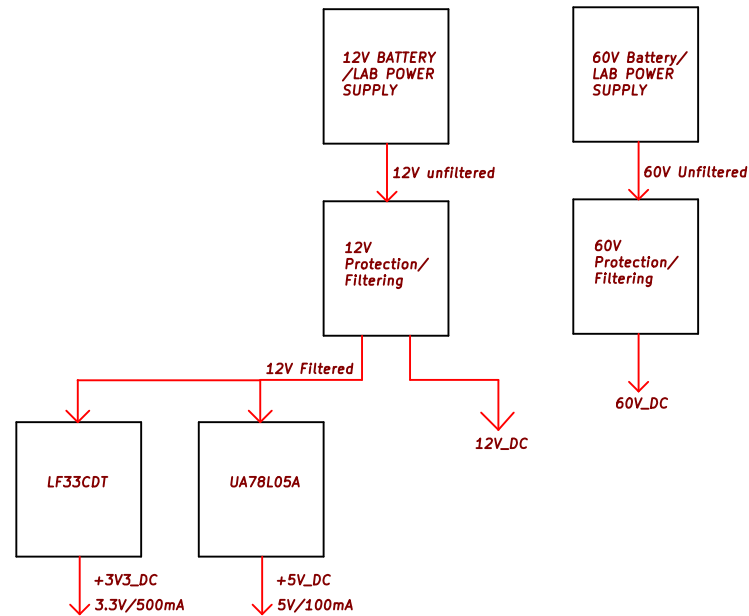 12V BATTERY
/LAB POWER
SUPPLY
60V Battery/
LAB POWER
SUPPLY
12V unfiltered
60V Unfiltered
12V
Protection/
Filtering
60V
Protection/
Filtering
12V Filtered
60V_DC
12V_DC
LF33CDT
UA78L05A
+3V3_DC
3.3V/500mA
+5V_DC
5V/100mA